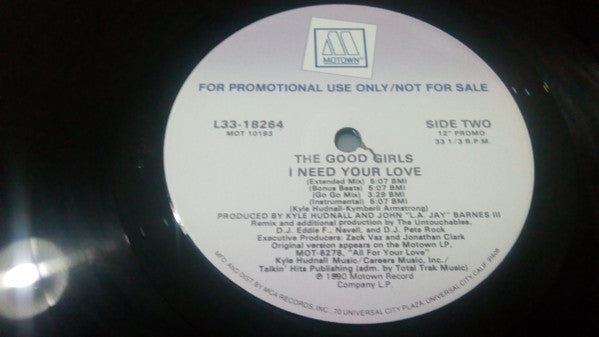 MOTOWN
FOR PROMOTIONAL USE ONLY/NOT FOR SALE
L33-18264
MOT 10193
SIDE TWO
12" PROMO
33 1/3 R.P.M.
THE GOOD GIRLS
I NEED YOUR LOVE
(Extended Mix) 5:07 BMI
(Bonus Beats) 5:07 BMI
(Go Go Mix) 3:29 BMI
(Instrumental) 5:07 BMI
(Kyle Hudnall-Kymberli Armstrong)
PRODUCED BY KYLE HUDNALL AND JOHN "L.A. JAY" BARNES III
Remix and additional production by The Untouchables.
D.J. Eddie F., Nevell, and D.J. Pete Rock
Executive Producers: Zack Vaz and Jonathan Clark
Original version appears on the Motown LP.
MOT-6278, "All For Your Love"
Kyle Hudnall Music/Careers Music, Inc./
Talkin' Hits Publishing (adm. by Total Trak Music)
℗ 1990 Motown Record
Company L.P.
MFG AND DIST BY MCA RECORDS, INC., 70 UNIVERSAL CITY PLAZA, UNIVERSAL CITY, CALIF.